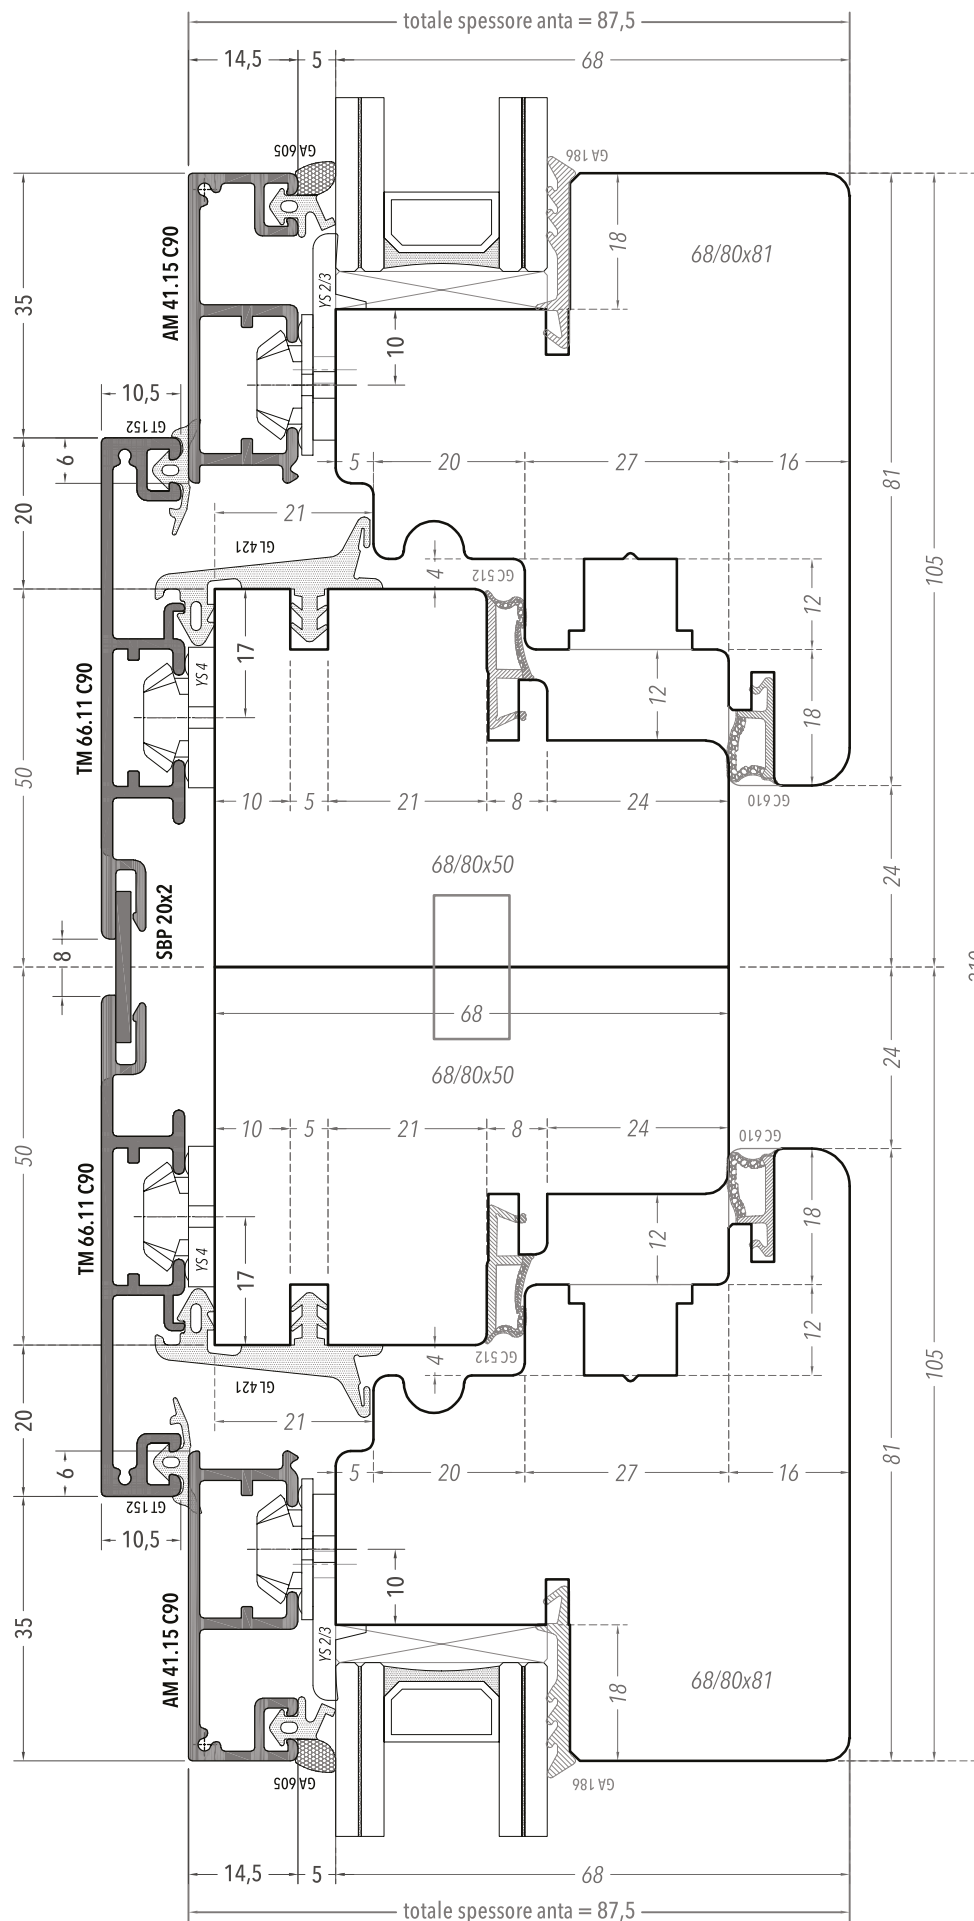 totale spessore anta = 87,5
14,5
5
68
GA 605
GA 186
18
68/80x81
AM 41.15 C90
YS 2/3
35
10
10,5
GT 152
6
5
20
27
16
81
20
21
GL 421
4
GC 512
12
105
17
YS 4
12
18
TM 66.11 C90
50
10
5
21
8
24
GC 610
68/80x50
24
SBP 20x2
8
68
68/80x50
24
50
10
5
21
8
24
GC 610
TM 66.11 C90
YS 4
17
12
18
12
4
GC 512
GL 421
105
20
21
6
5
20
27
16
81
GT 152
10,5
10
AM 41.15 C90
35
YS 2/3
18
68/80x81
GA 605
GA 186
14,5
5
68
totale spessore anta = 87,5